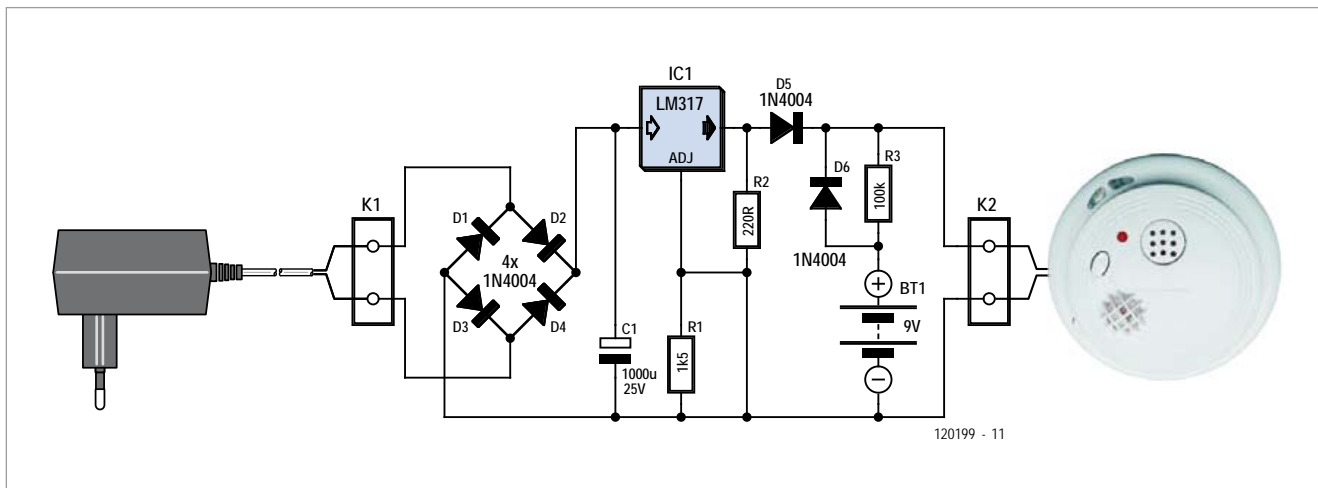 K1
D1
D2
4x
1N4004
D3
D4
C1
1000u
25V
IC1
LM317
ADJ
R1
1k5
R2
220R
D5
1N4004
D6
1N4004
R3
100k
+
BT1
9V
−
K2
120199 - 11